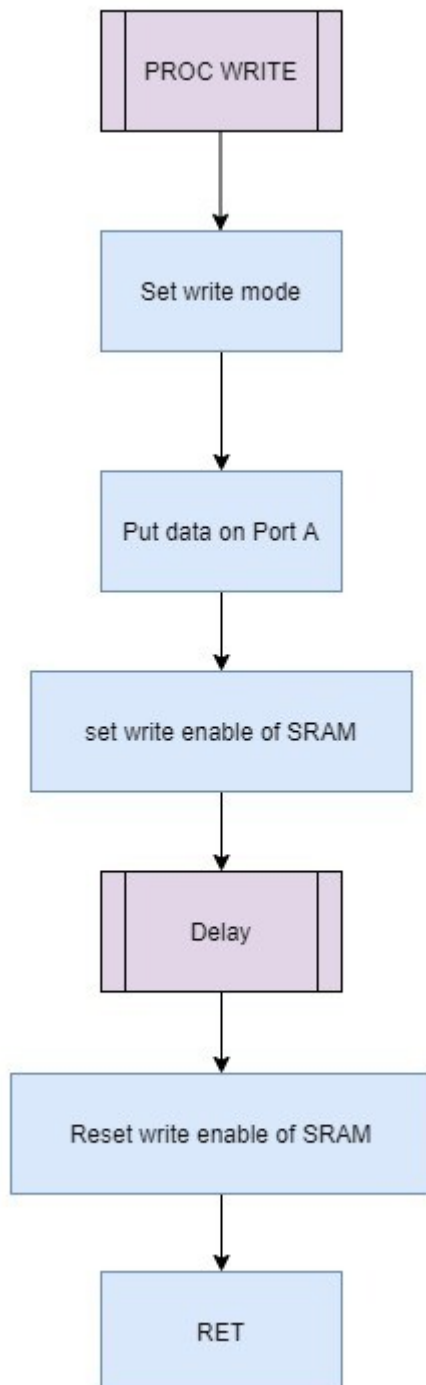 PROC WRITE
Set write mode
Put data on Port A
set write enable of SRAM
Delay
Reset write enable of SRAM
RET